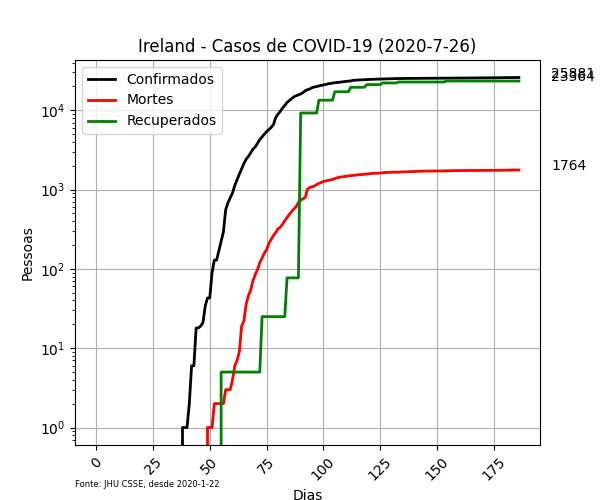 Ireland - Casos de COVID-19 (2020-7-26)
Confirmados
Mortes
Recuperados
25881
23364
1764
Pessoas
10⁴
10³
10²
10¹
10⁰
0
25
50
75
100
125
150
175
Dias
Fonte: JHU CSSE, desde 2020-1-22